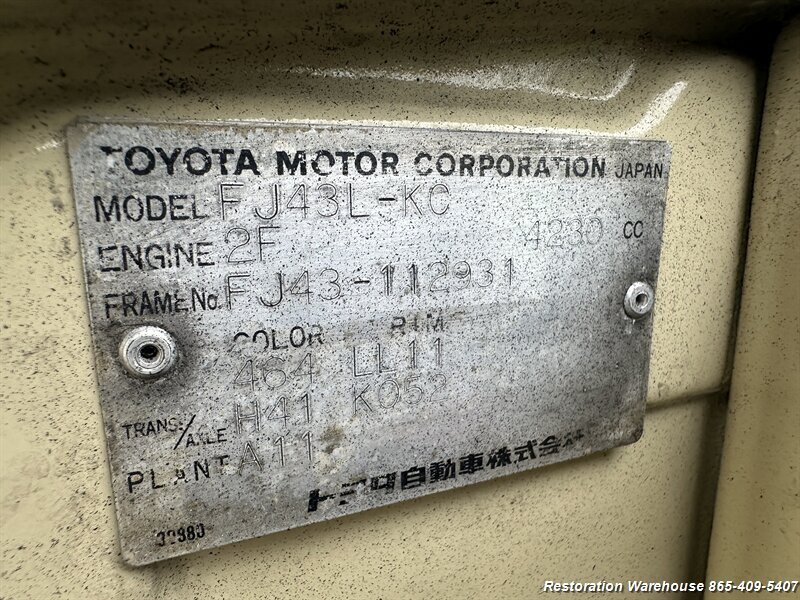 TOYOTA MOTOR CORPORATION JAPAN
MODEL FJ43L-KC
ENGINE 2F 4230 CC
FRAME No. FJ43-112931
COLOR TRIM
464 LL11
TRANS./AXLE H41 K052
PLANT A11
トヨタ自動車株式会社
30980
Restoration Warehouse 865-409-5407